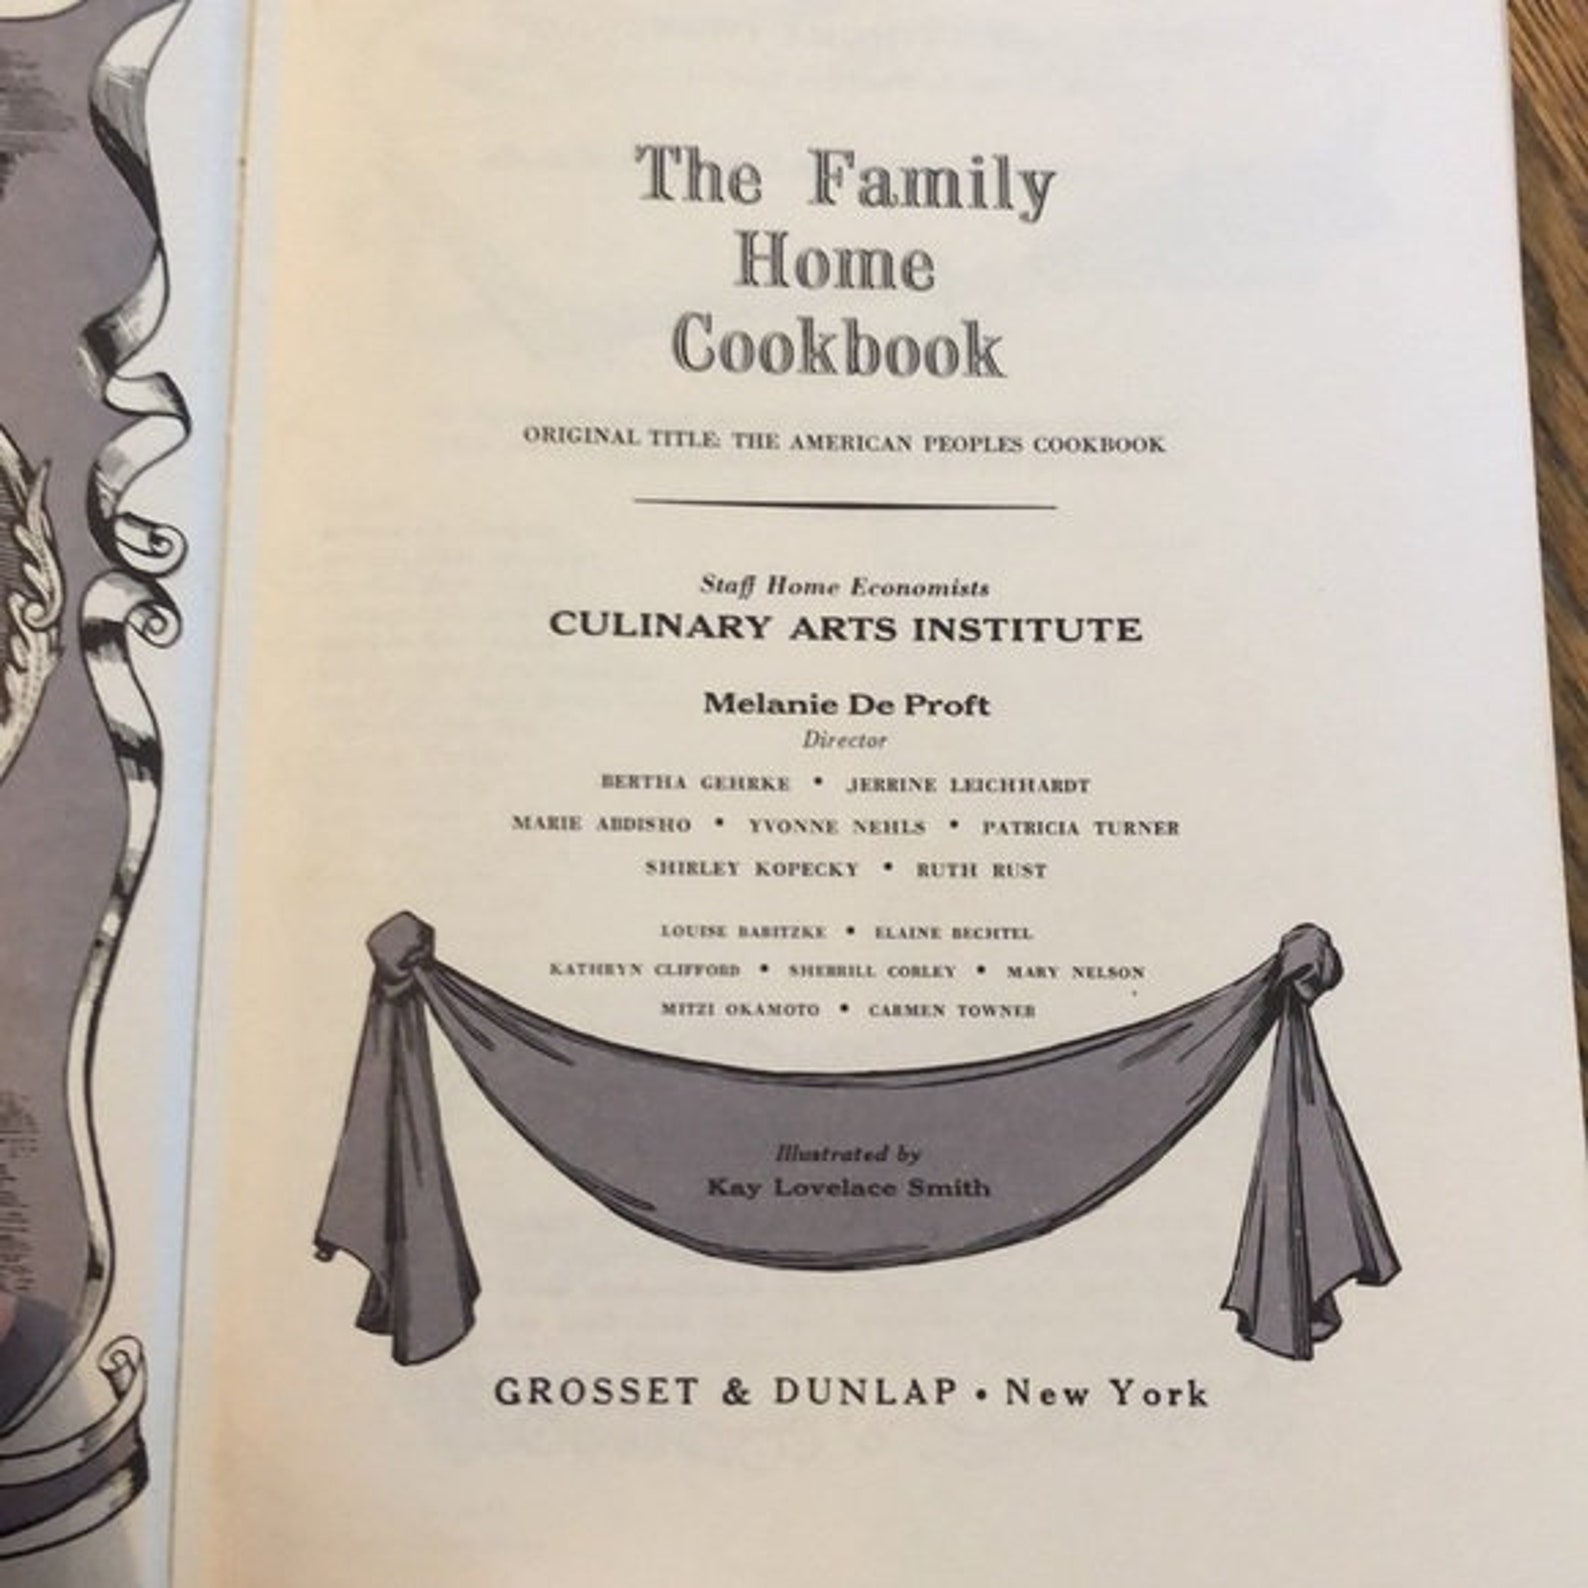 The Family
Home
Cookbook
ORIGINAL TITLE: THE AMERICAN PEOPLES COOKBOOK
Staff Home Economists
CULINARY ARTS INSTITUTE
Melanie De Proft
Director
BERTHA GEHRKE • JERRINE LEICHHARDT
MARIE ABDISHO • YVONNE NEHLS • PATRICIA TURNER
SHIRLEY KOPECKY • RUTH RUST
LOUISE BABITZKE • ELAINE BECHTEL
KATHRYN CLIFFORD • SHERRILL CORLEY • MARY NELSON
MITZI OKAMOTO • CARMEN TOWNER
Illustrated by
Kay Lovelace Smith
GROSSET & DUNLAP • New York